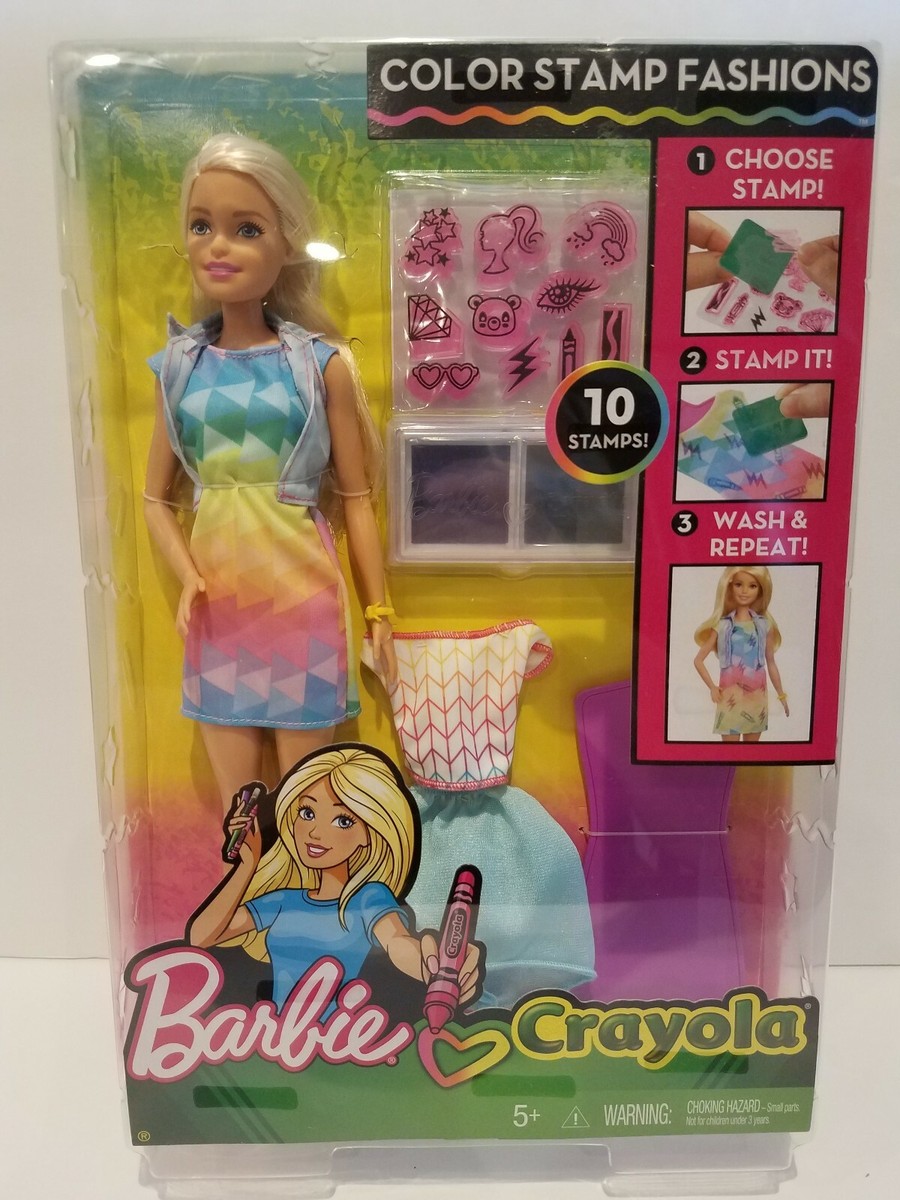 COLOR STAMP FASHIONS
™
1 CHOOSE
STAMP!
2 STAMP IT!
10
STAMPS!
3 WASH &
REPEAT!
Crayola
Barbie®
Crayola®
5+
WARNING:
CHOKING HAZARD – Small parts.
Not for children under 3 years.
®